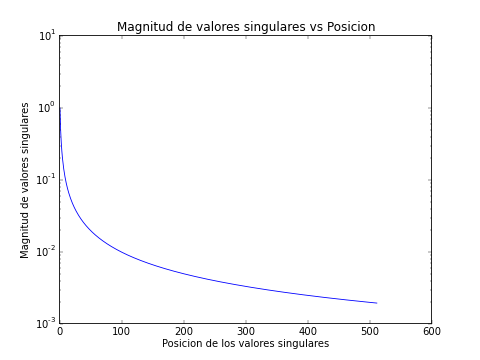 Magnitud de valores singulares vs Posicion
10^1
10^0
10^-1
10^-2
10^-3
Magnitud de valores singulares
0 100 200 300 400 500 600
Posicion de los valores singulares